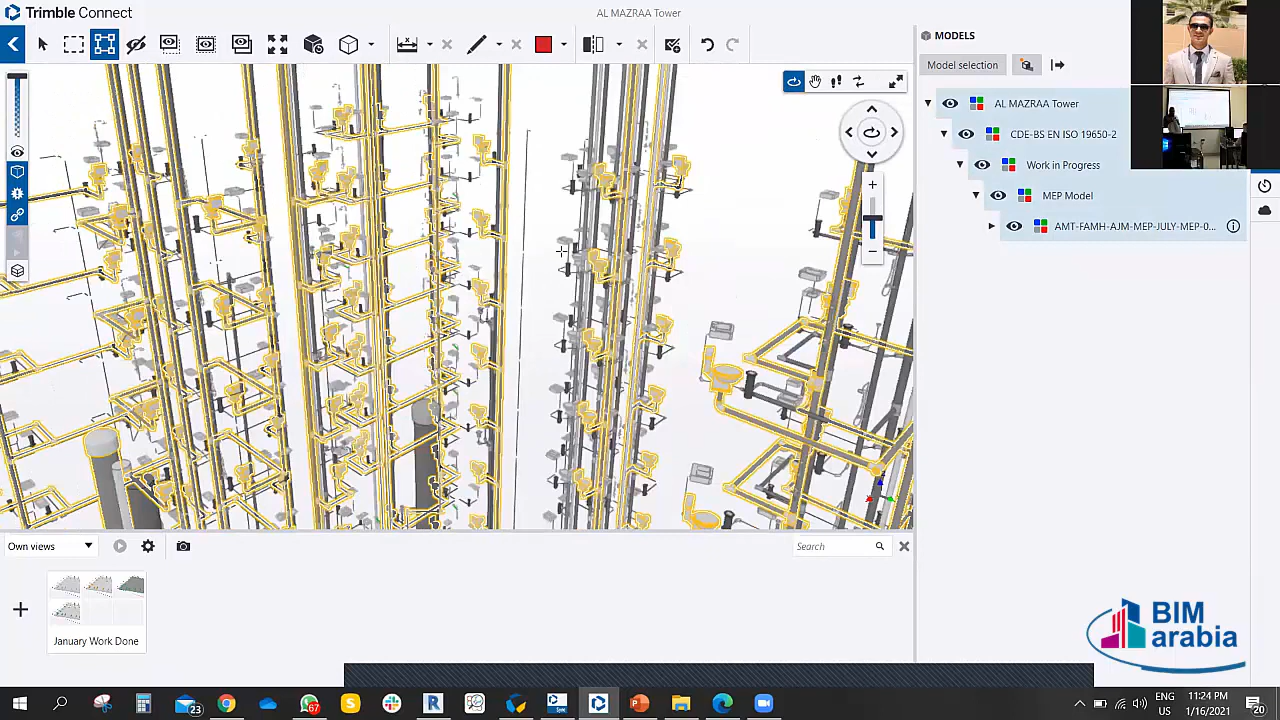 Trimble Connect
AL MAZRAA Tower
MODELS
Model selection
AL MAZRAA Tower
CDE-BS EN ISO 19650-2
Work in Progress
MEP Model
AMT-FAMH-AJM-MEP-JULY-MEP-0...
Own views
Search
January Work Done
BIM
arabia
23
67
ENG
US
11:24 PM
1/16/2021
20